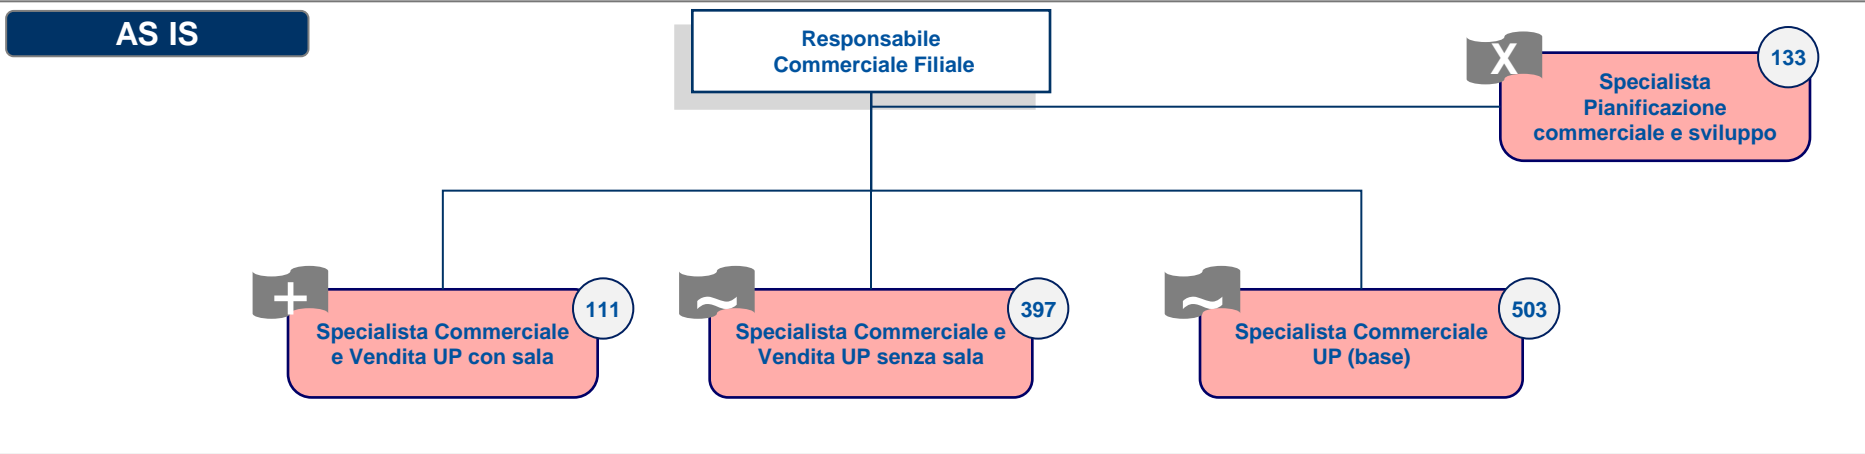 AS IS
Responsabile
Commerciale Filiale
X
133
Specialista
Pianificazione
commerciale e sviluppo
+
111
Specialista Commerciale
e Vendita UP con sala
~
397
Specialista Commerciale e
Vendita UP senza sala
~
503
Specialista Commerciale
UP (base)